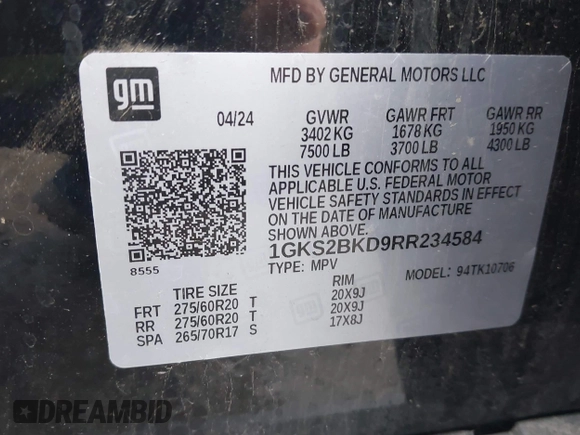 gm
MFD BY GENERAL MOTORS LLC
04/24 GVWR GAWR FRT GAWR RR
3402 KG 1678 KG 1950 KG
7500 LB 3700 LB 4300 LB
THIS VEHICLE CONFORMS TO ALL
APPLICABLE U.S. FEDERAL MOTOR
VEHICLE SAFETY STANDARDS IN EFFECT
ON THE DATE OF MANUFACTURE
SHOWN ABOVE.
1GKS2BKD9RR234584
8555
TYPE: MPV MODEL: 94TK10706
TIRE SIZE RIM
FRT 275/60R20 T 20X9J
RR 275/60R20 T 20X9J
SPA 265/70R17 S 17X8J
DREAMBID